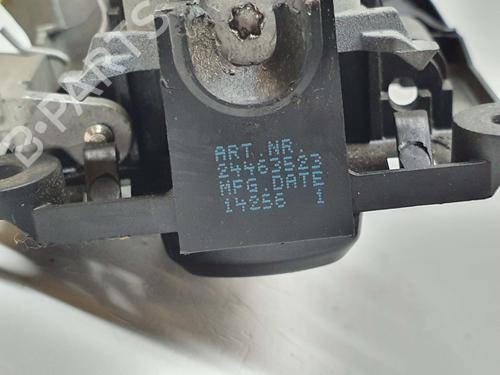 B-PARTS
ART.NR.
24463523
MFG.DATE
14256 1